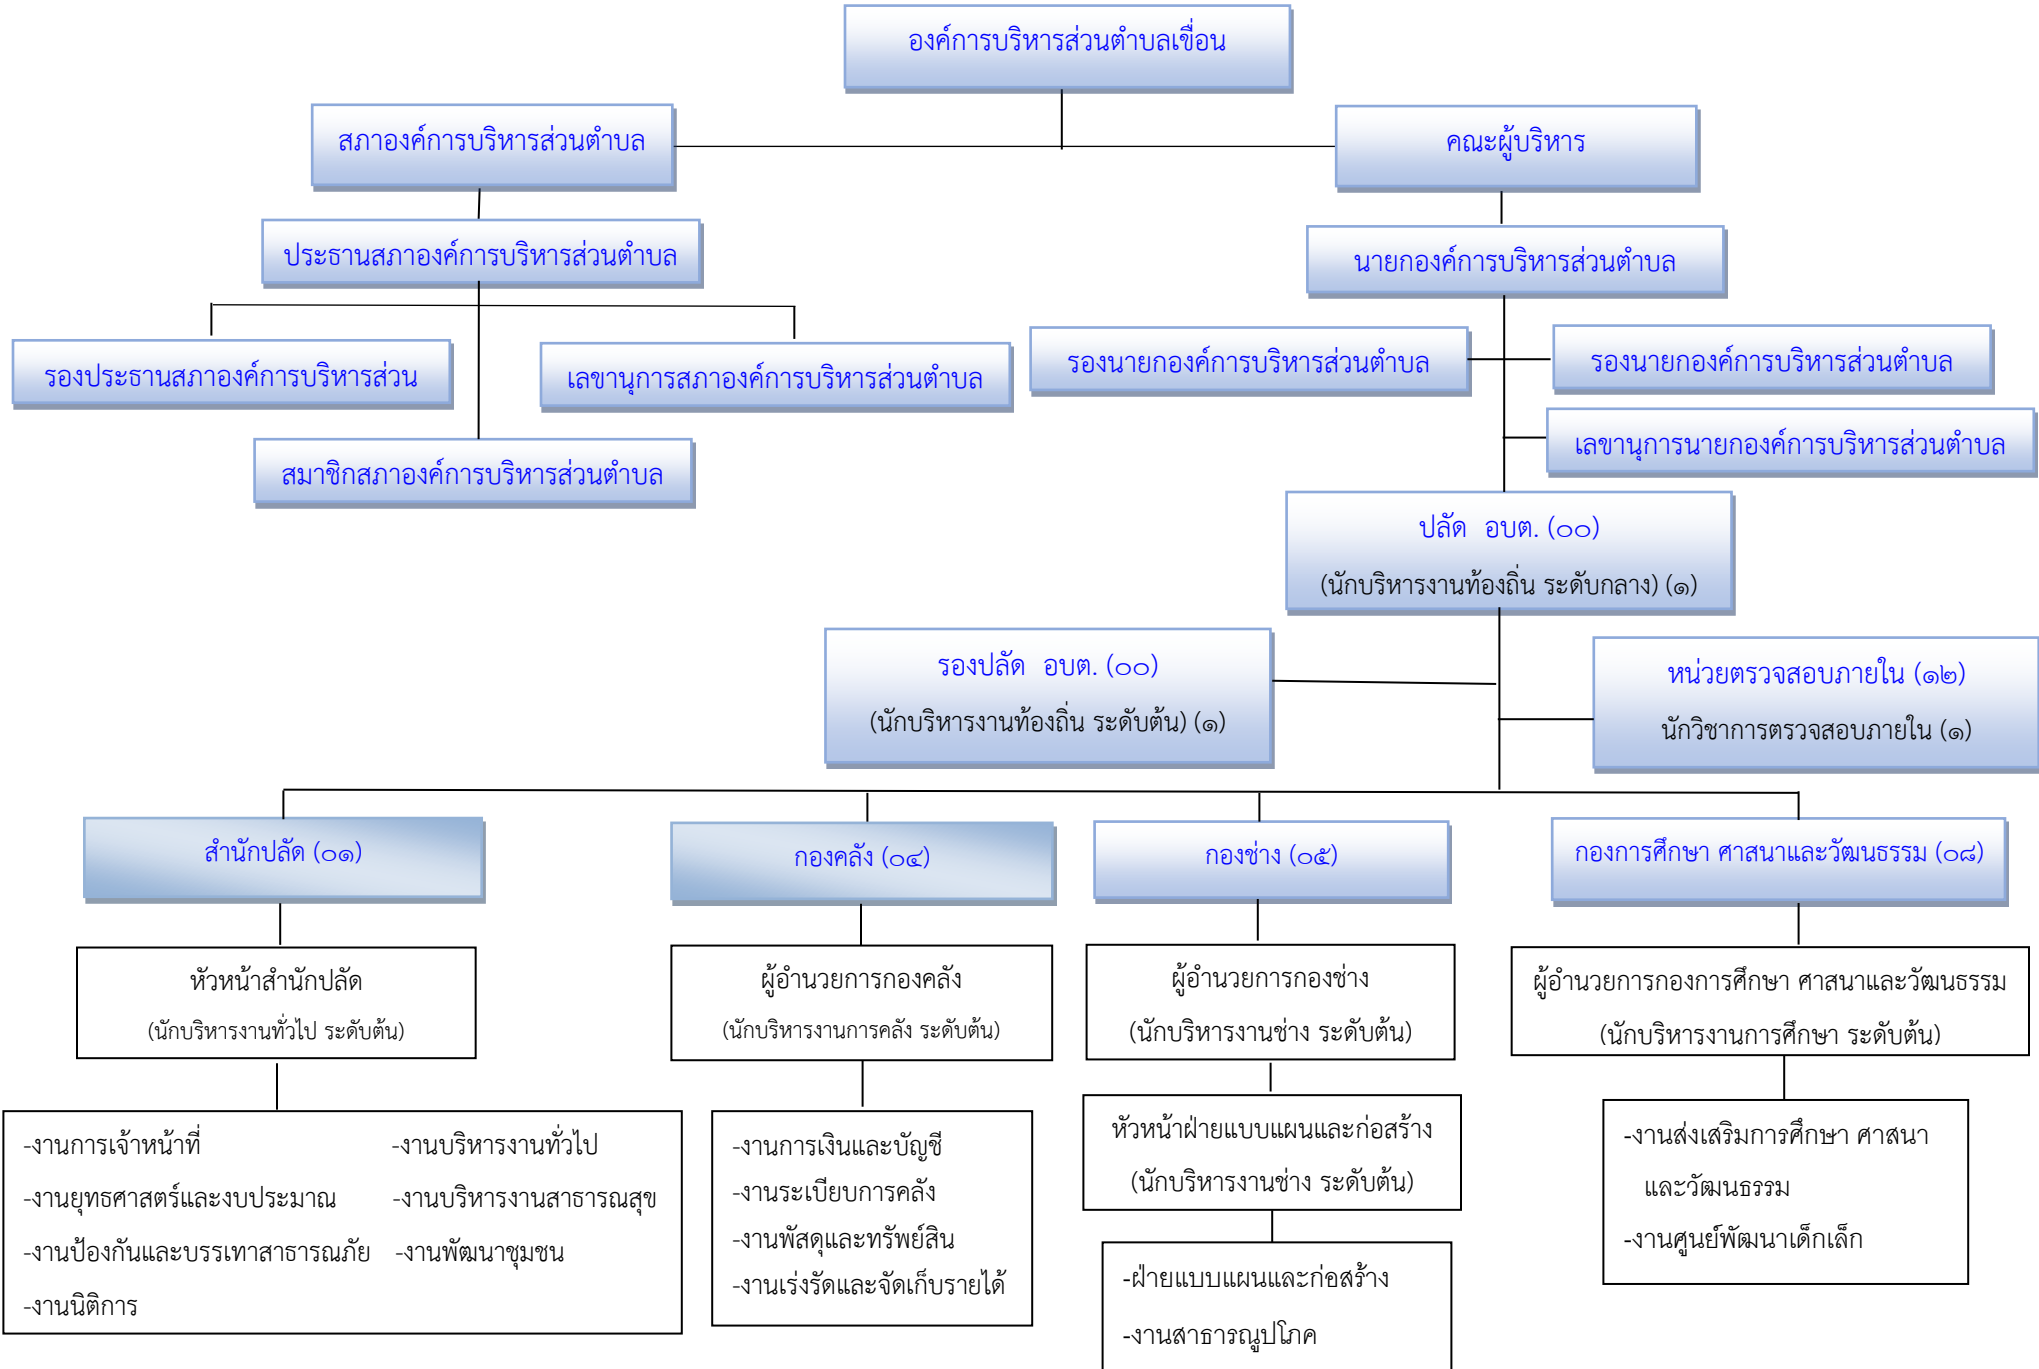 องค์การบริหารส่วนตำบลเขื่อน
สภาองค์การบริหารส่วนตำบล
คณะผู้บริหาร
ประธานสภาองค์การบริหารส่วนตำบล
นายกองค์การบริหารส่วนตำบล
รองประธานสภาองค์การบริหารส่วน
เลขานุการสภาองค์การบริหารส่วนตำบล
รองนายกองค์การบริหารส่วนตำบล
รองนายกองค์การบริหารส่วนตำบล
เลขานุการนายกองค์การบริหารส่วนตำบล
สมาชิกสภาองค์การบริหารส่วนตำบล
ปลัด อบต. (๐๐)
(นักบริหารงานท้องถิ่น ระดับกลาง) (๑)
รองปลัด อบต. (๐๐)
(นักบริหารงานท้องถิ่น ระดับต้น) (๑)
หน่วยตรวจสอบภายใน (๑๒)
นักวิชาการตรวจสอบภายใน (๑)
สำนักปลัด (๐๑)
กองคลัง (๐๔)
กองช่าง (๐๕)
กองการศึกษา ศาสนาและวัฒนธรรม (๐๘)
หัวหน้าสำนักปลัด
(นักบริหารงานทั่วไป ระดับต้น)
ผู้อำนวยการกองคลัง
(นักบริหารงานการคลัง ระดับต้น)
ผู้อำนวยการกองช่าง
(นักบริหารงานช่าง ระดับต้น)
ผู้อำนวยการกองการศึกษา ศาสนาและวัฒนธรรม
(นักบริหารงานการศึกษา ระดับต้น)
-งานการเจ้าหน้าที่ -งานบริหารงานทั่วไป
-งานยุทธศาสตร์และงบประมาณ -งานบริหารงานสาธารณสุข
-งานป้องกันและบรรเทาสาธารณภัย -งานพัฒนาชุมชน
-งานนิติการ
-งานการเงินและบัญชี
-งานระเบียบการคลัง
-งานพัสดุและทรัพย์สิน
-งานเร่งรัดและจัดเก็บรายได้
หัวหน้าฝ่ายแบบแผนและก่อสร้าง
(นักบริหารงานช่าง ระดับต้น)
-ฝ่ายแบบแผนและก่อสร้าง
-งานสาธารณูปโภค
-งานส่งเสริมการศึกษา ศาสนา
และวัฒนธรรม
-งานศูนย์พัฒนาเด็กเล็ก